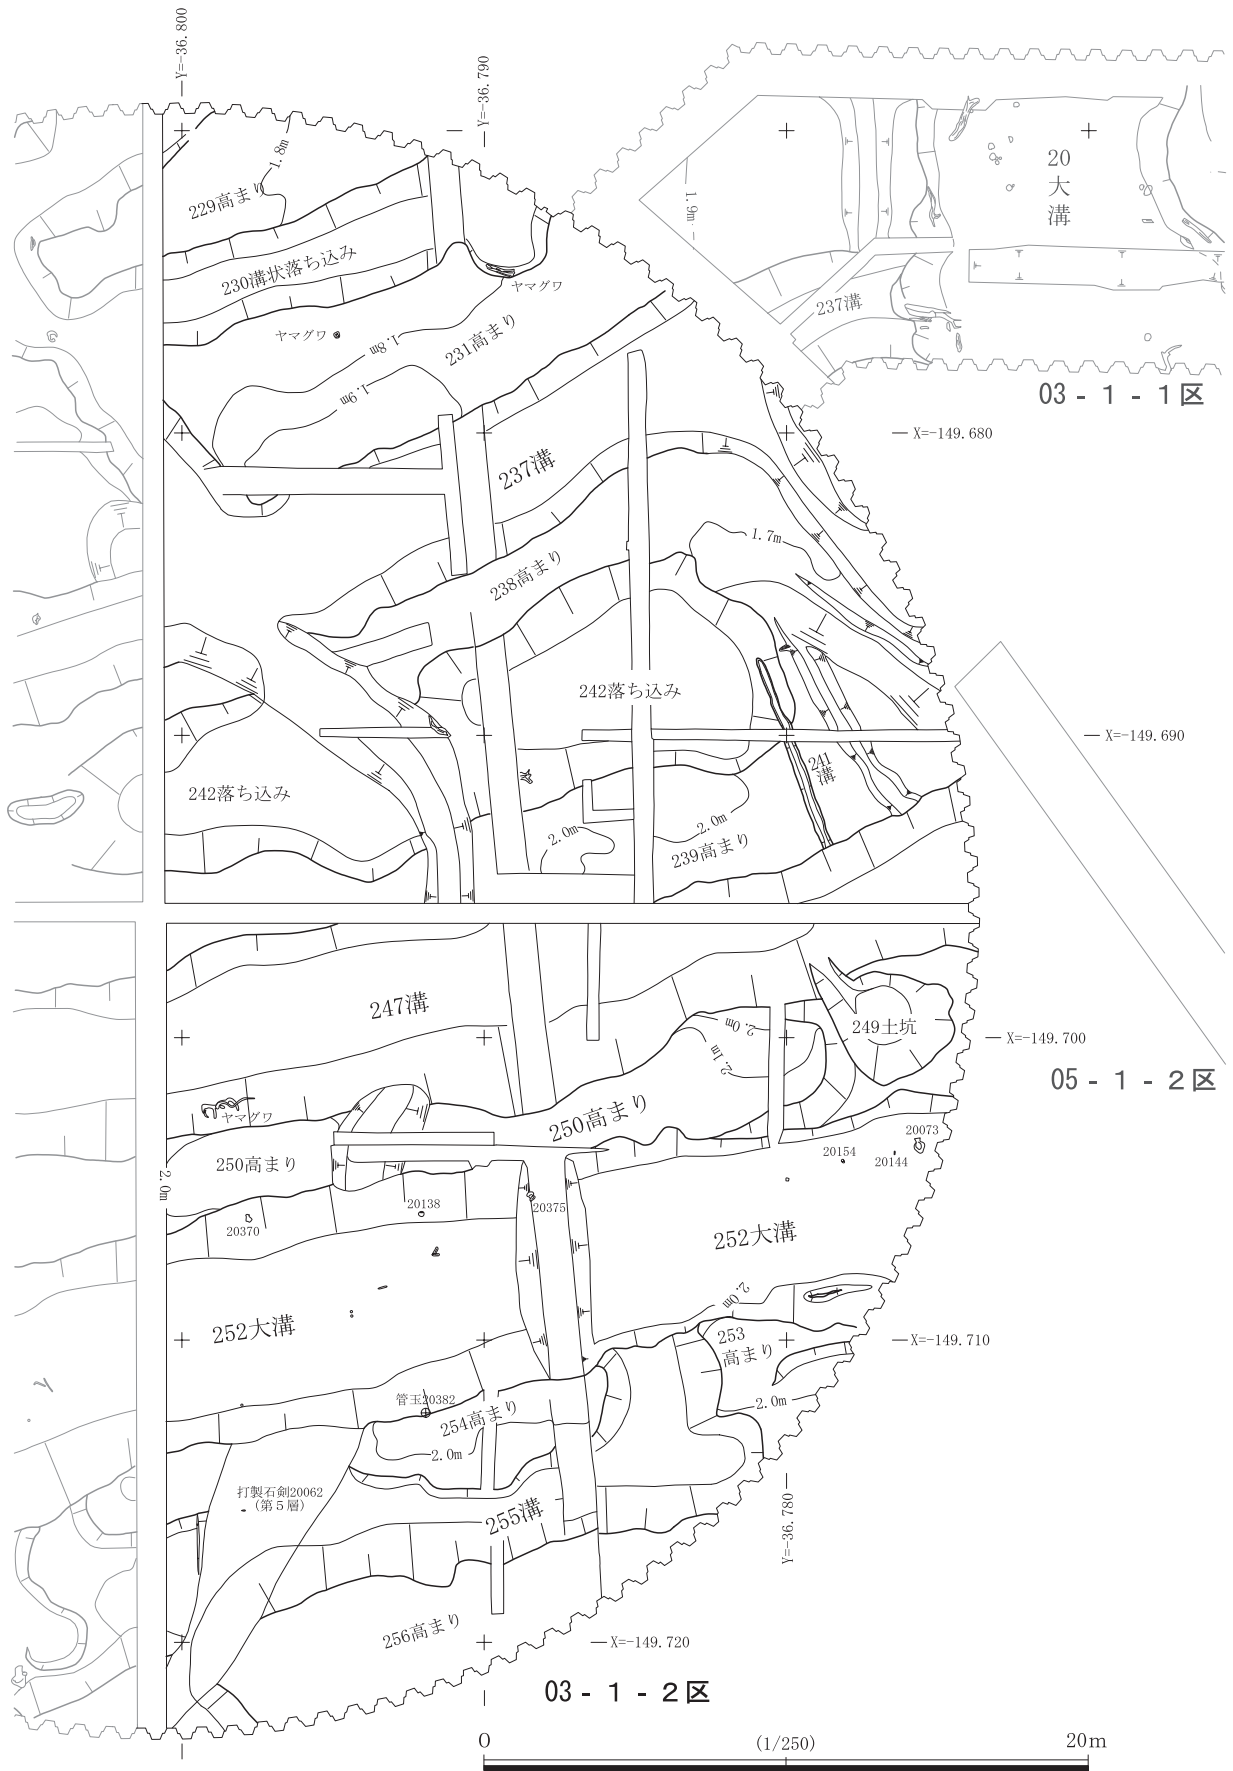 Y=-36.800
Y=-36.790
1.8m
229高まり
230溝状落ち込み
ヤマグワ
ヤマグワ
1.8m
231高まり
1.9m
1.9m
20
大
溝
237溝
03-1-1区
X=-149.680
237溝
1.7m
238高まり
242落ち込み
X=-149.690
241
溝
242落ち込み
2.0m
2.0m
239高まり
247溝
2.0m
249土坑
2.1m
X=-149.700
05-1-2区
ヤマグワ
250高まり
250高まり
2.0m
20073
20154
20144
20138
20375
20370
252大溝
252大溝
2.0m
253
高まり
X=-149.710
管玉20382
254高まり
2.0m
2.0m
打製石剣20062
(第5層)
255溝
Y=-36.780
256高まり
X=-149.720
03-1-2区
0
(1/250)
20m